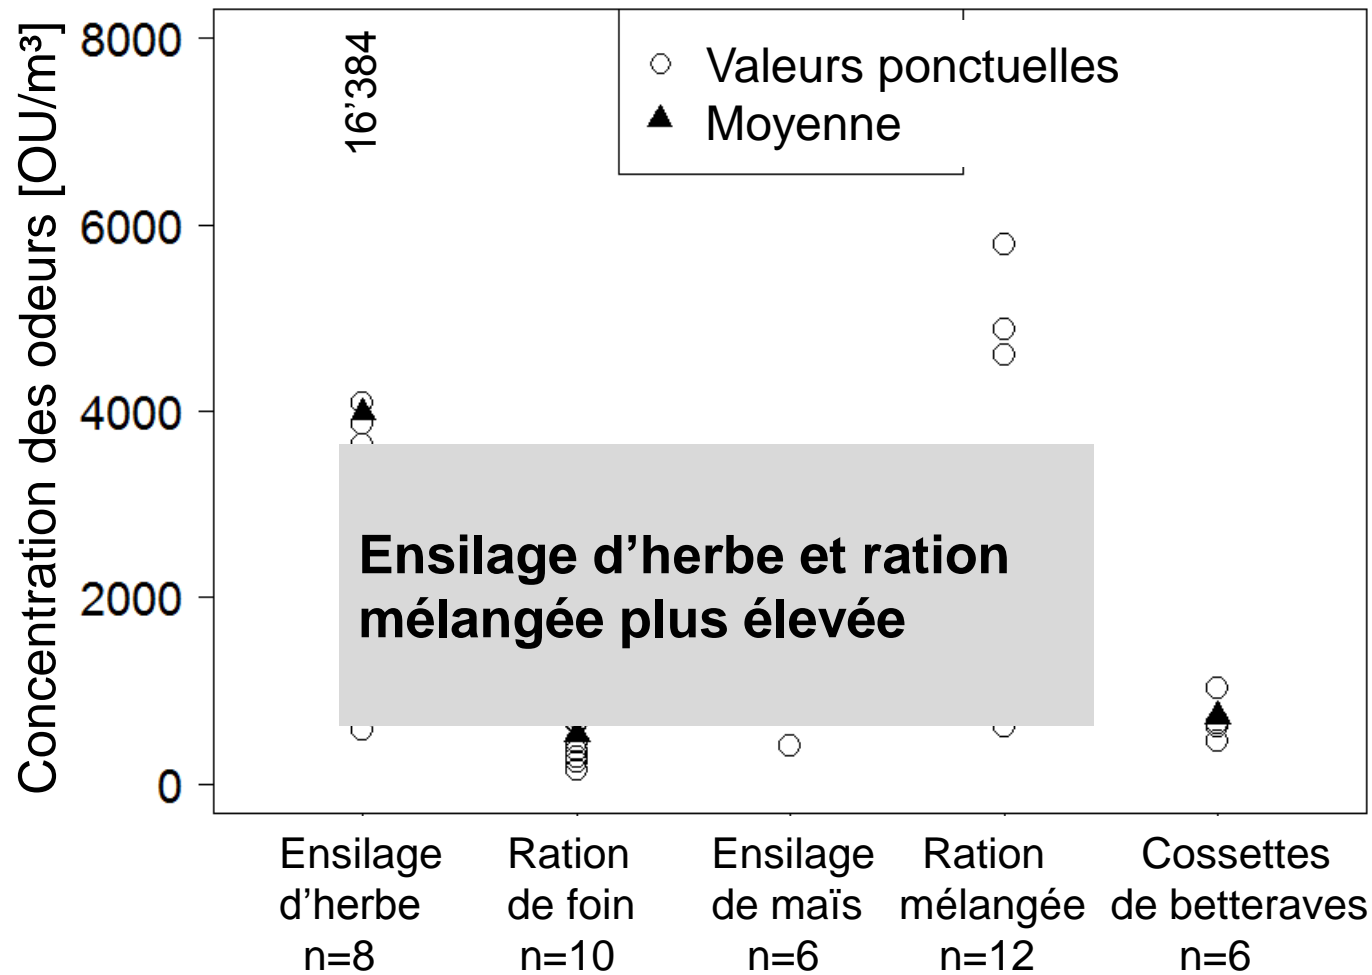 Concentration des odeurs [OU/m³]
8000
6000
4000
2000
0
16’384
Valeurs ponctuelles
Moyenne
Ensilage d’herbe et ration
mélangée plus élevée
Ensilage
d’herbe
n=8
Ration
de foin
n=10
Ensilage
de maïs
n=6
Ration
mélangée
n=12
Cossettes
de betteraves
n=6